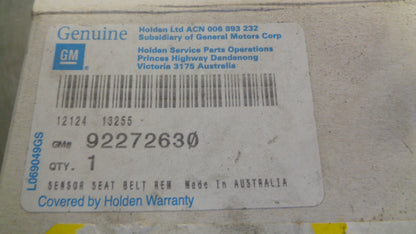 Genuine
GM
Holden Ltd ACN 006 893 232
Subsidiary of General Motors Corp
Holden Service Parts Operations
Princes Highway Dandenong
Victoria 3175 Australia
12124 13255 -
GM# 92272630
QTY. 1
SENSOR SEAT BELT REM Made In AUSTRALIA
Covered by Holden Warranty
L069049GS